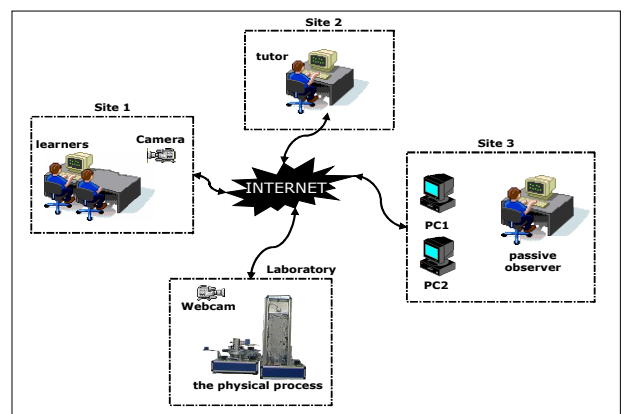 Site 2
tutor
Site 1
learners
Camera
Site 3
INTERNET
PC1
passive
observer
PC2
Laboratory
Webcam
the physical process